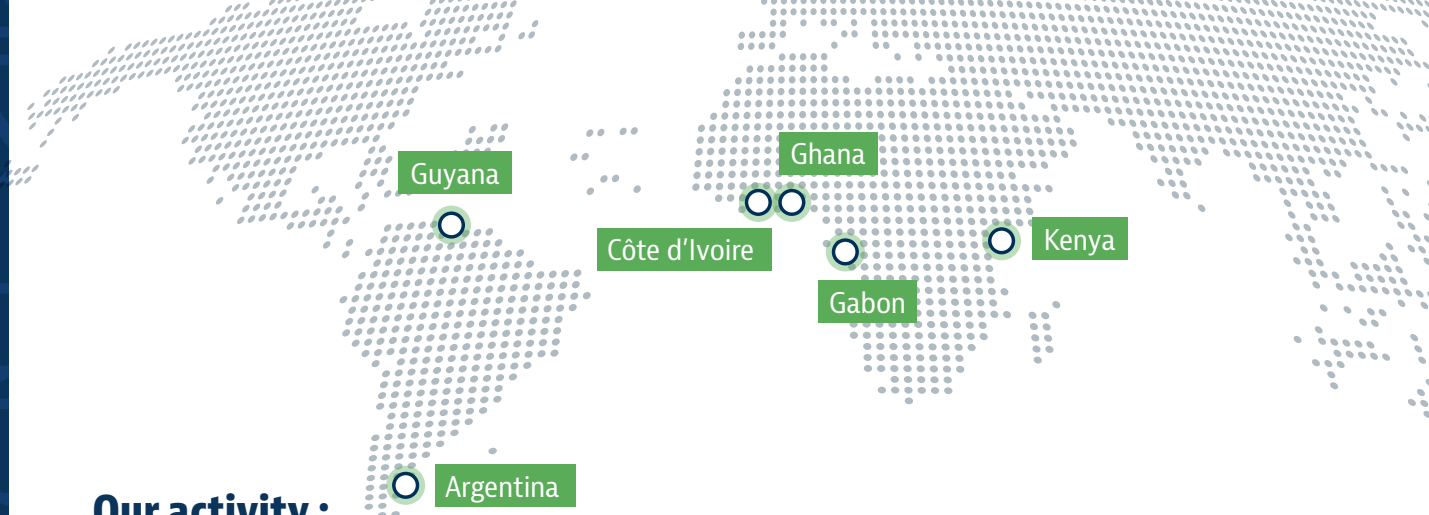 Ghana
Guyana
Côte d’Ivoire
Kenya
Gabon
Argentina
Our activity :